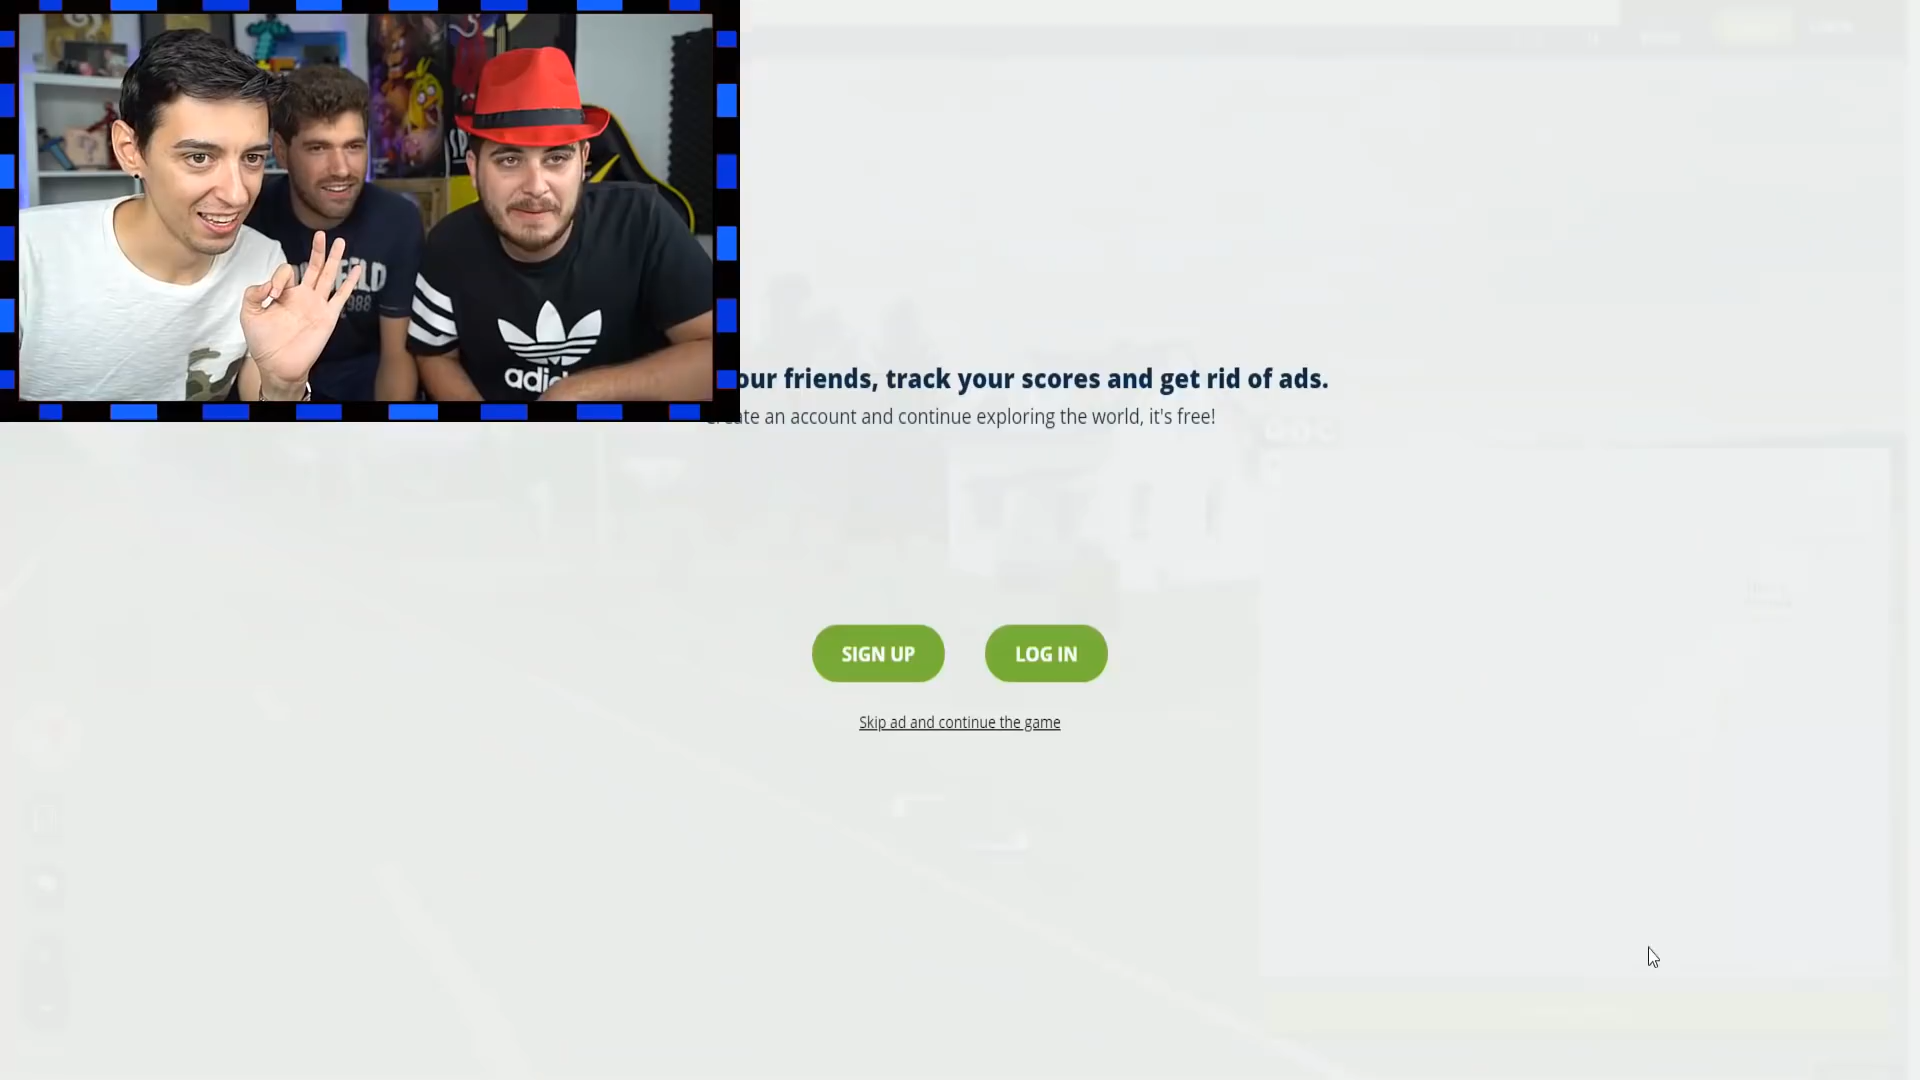 our friends, track your scores and get rid of ads.
an account and continue exploring the world, it's free!
SIGN UP
LOG IN
Skip ad and continue the game